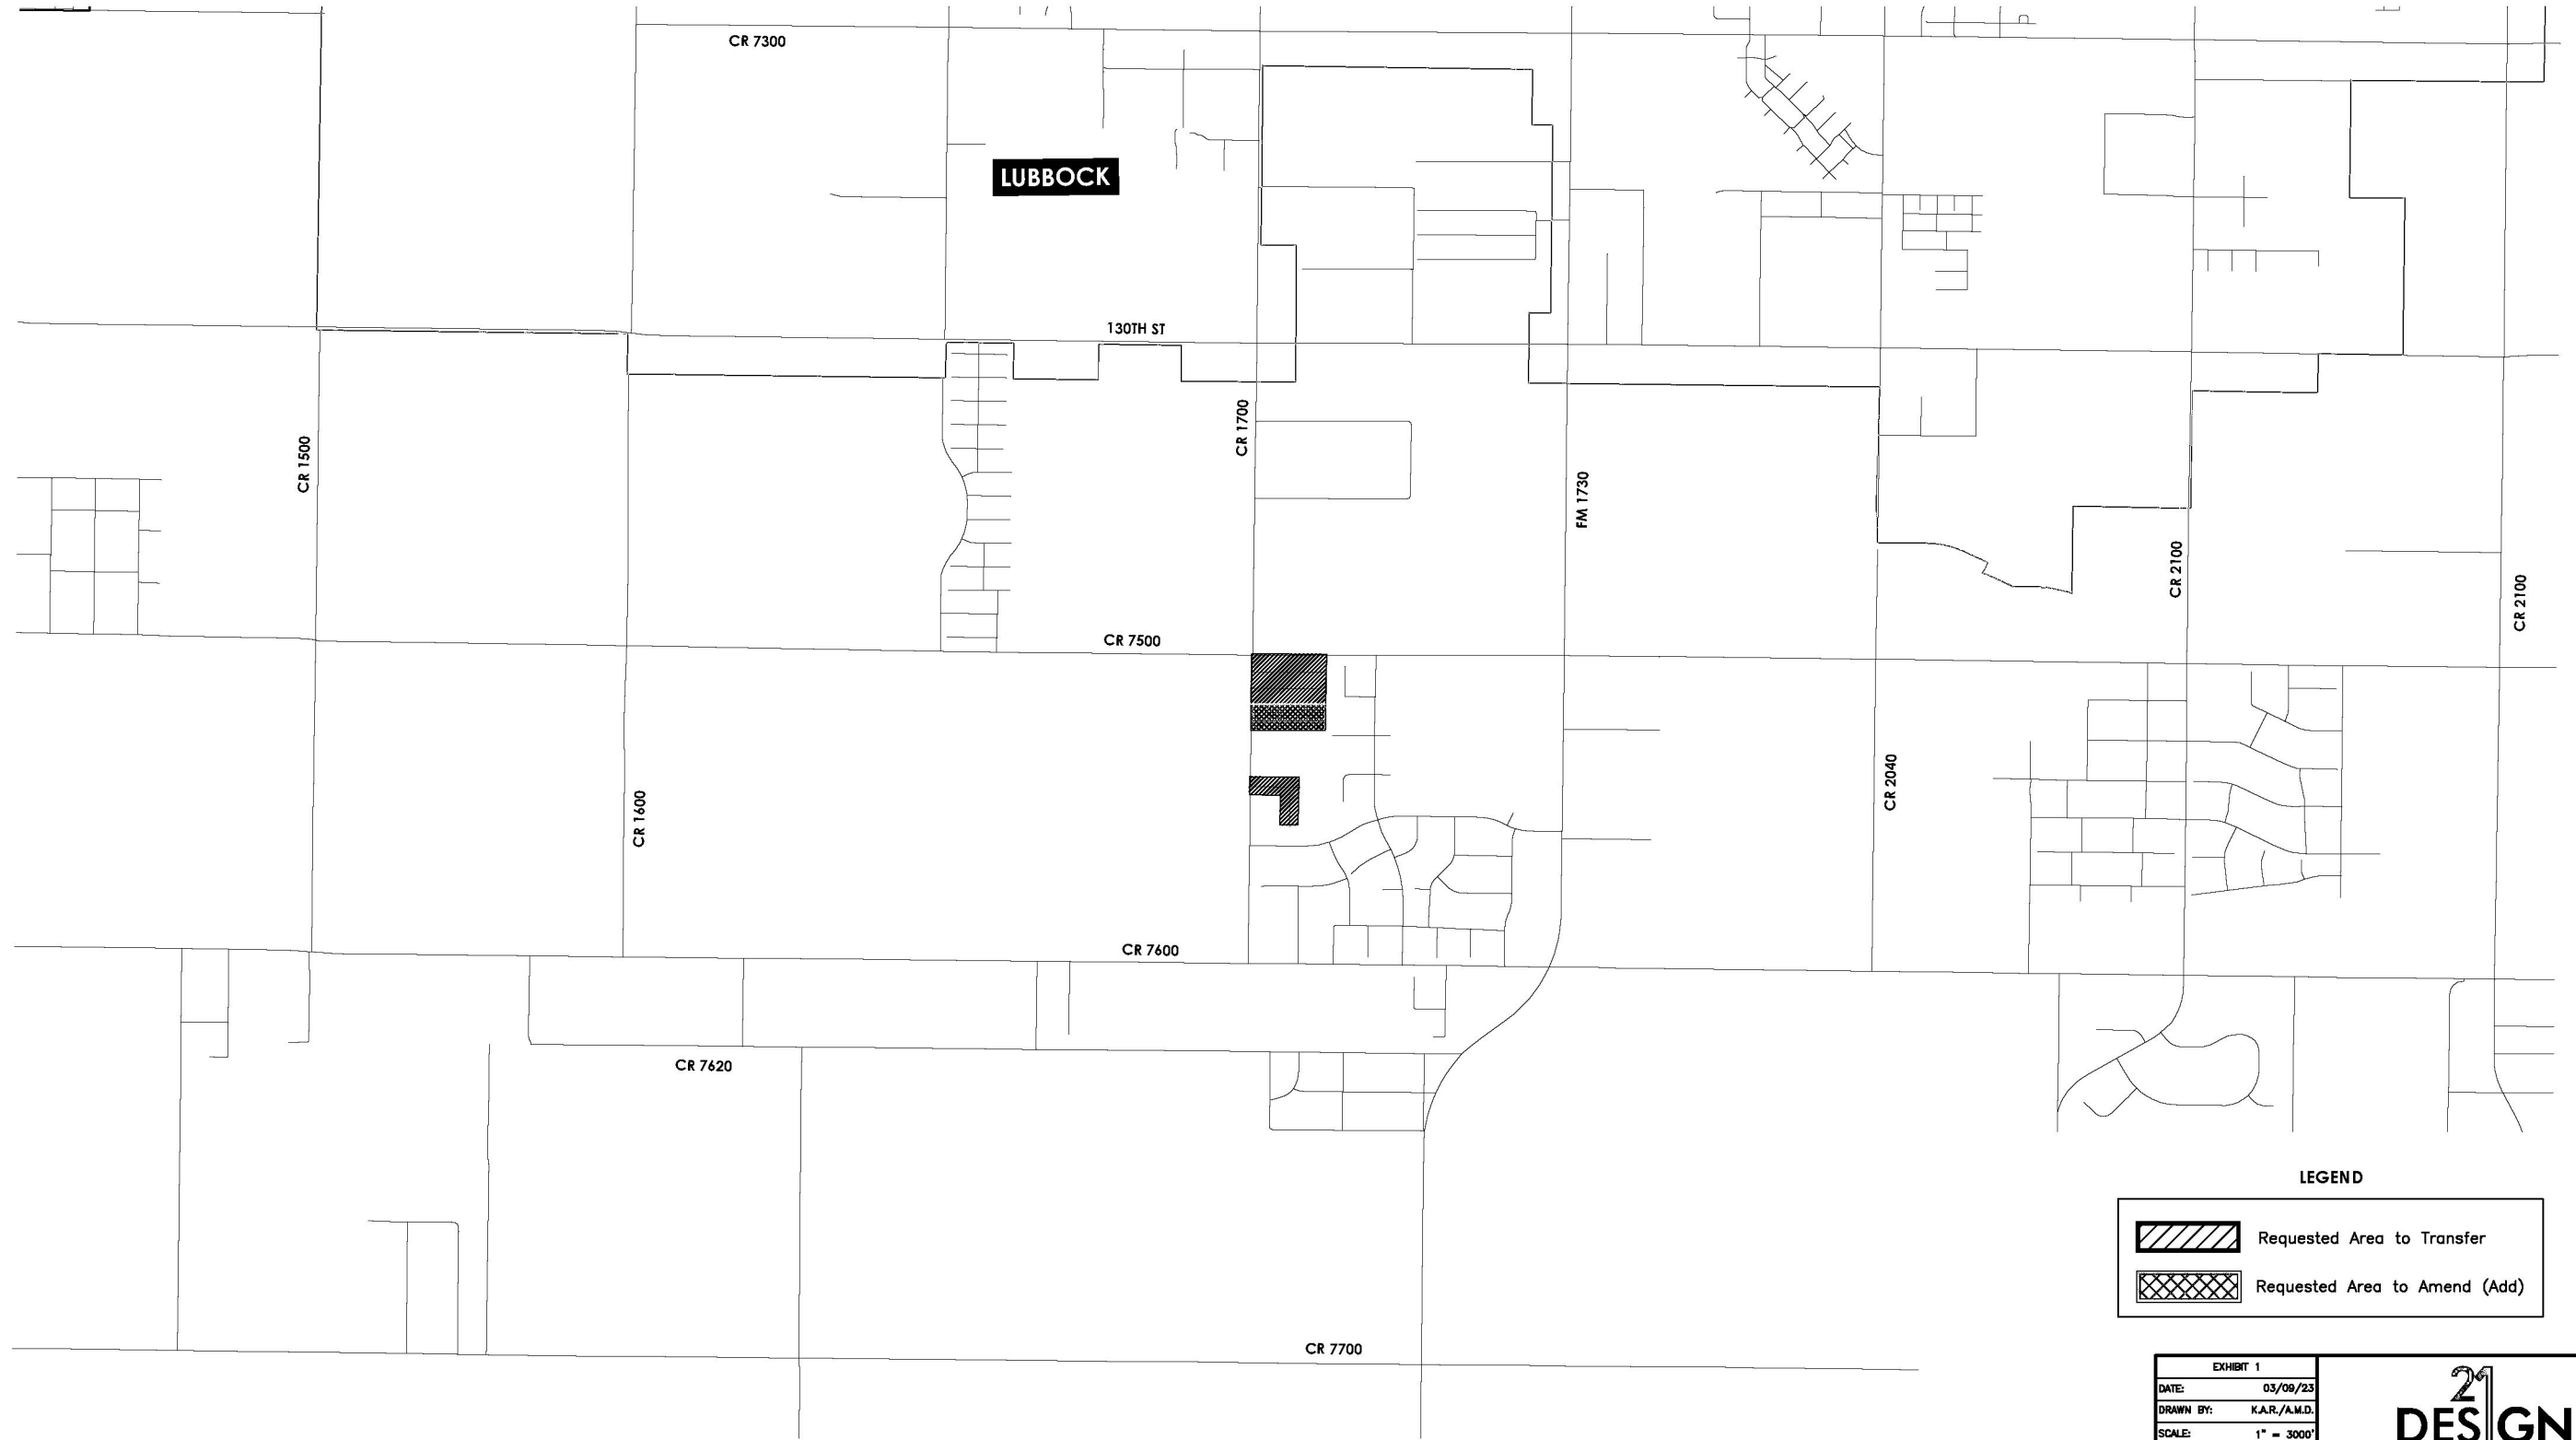 CR 7300
LUBBOCK
130TH ST
CR 1500
CR 1700
FM 1730
CR 2100
CR 2100
CR 7500
CR 1600
CR 2040
CR 7600
CR 7620
CR 7700
LEGEND
Requested Area to Transfer
Requested Area to Amend (Add)
EXHIBIT 1
DATE: 03/09/23
DRAWN BY: K.A.R./A.M.D.
SCALE: 1" = 3000'
21
DESIGN